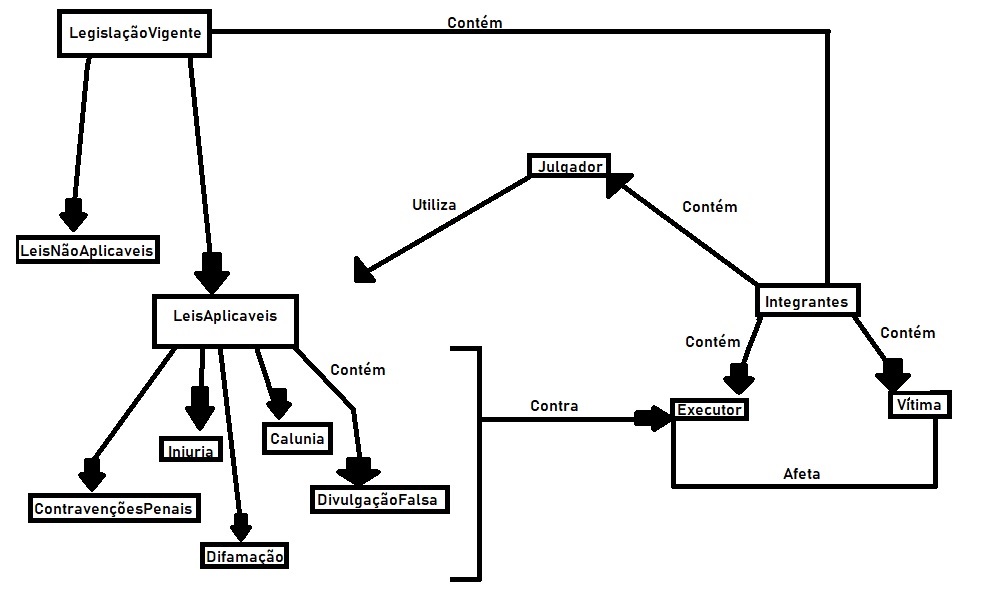 Contém
LegislaçãoVigente
Julgador
Utiliza
Contém
LeisNãoAplicaveis
LeisAplicaveis
Integrantes
Contém
Contém
Contém
Contra
Executor
Vítima
Injuria
Calunia
Afeta
ContravençõesPenais
DivulgaçãoFalsa
Difamação